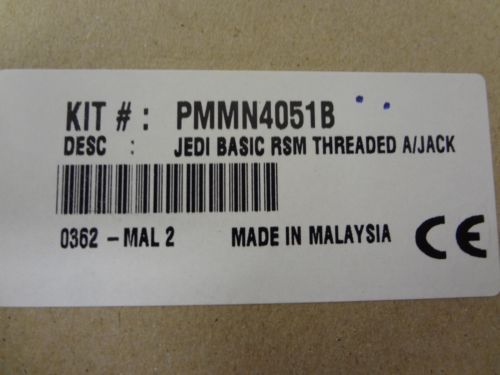 KIT # : PMMN4051B
DESC : JEDI BASIC RSM THREADED A/JACK
0362 - MAL 2 MADE IN MALAYSIA CE